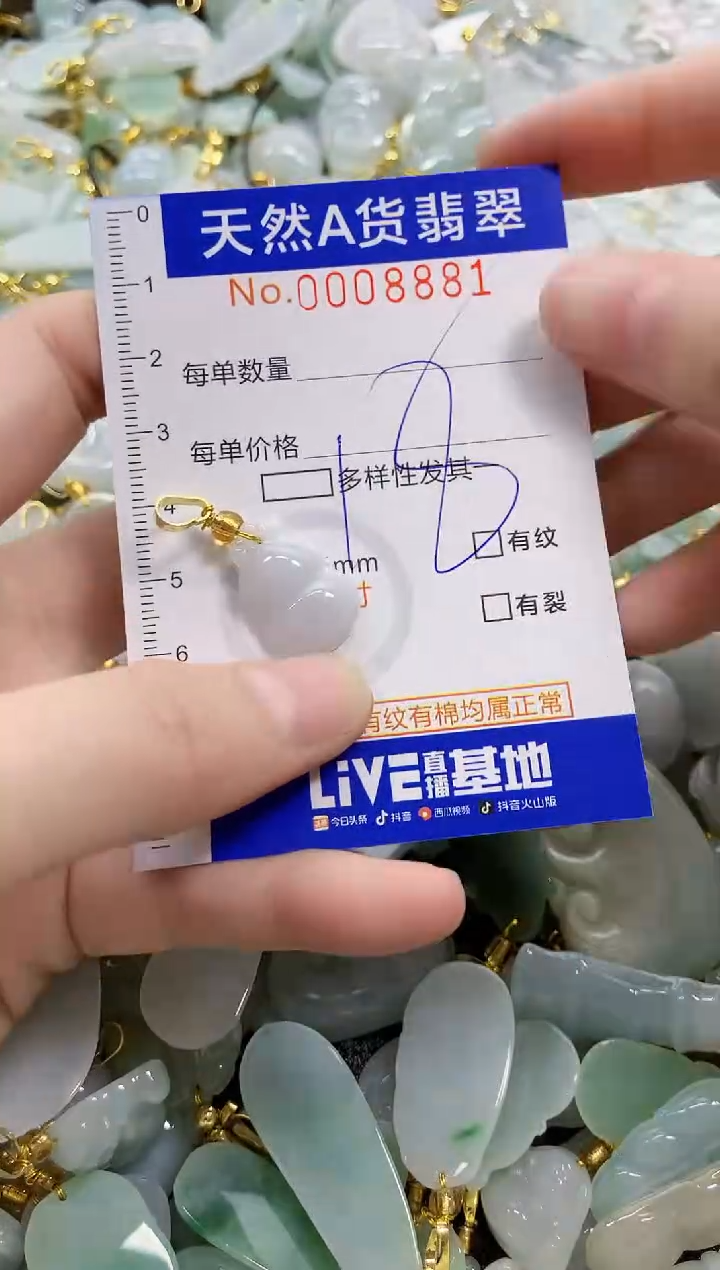 天然A货翡翠
No.0008881
每单数量
每单价格
多样性发其
mm
寸
有纹
有裂
有纹有棉均属正常
LiVE直播基地
今日头条 抖音 西瓜视频 抖音火山版
0
1
2
3
4
5
6